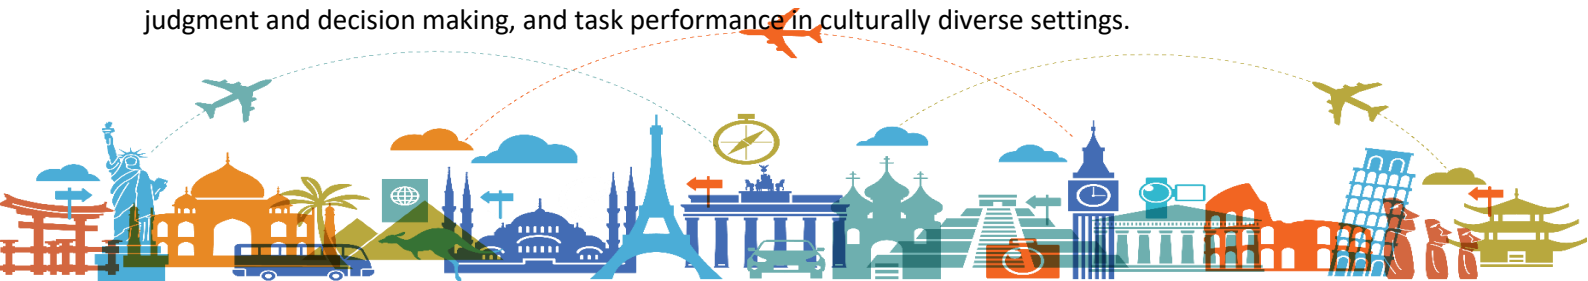 judgment and decision making, and task performance in culturally diverse settings.